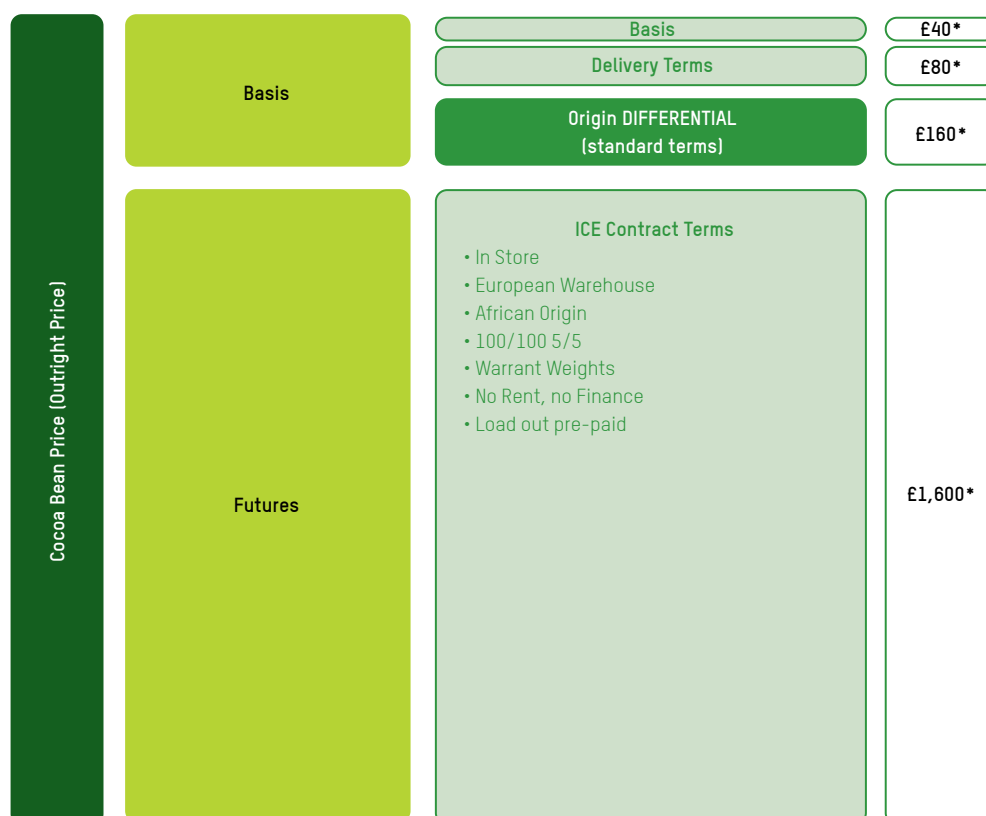 Cocoa Bean Price (Outright Price)
Basis
Basis
£40*
Delivery Terms
£80*
Origin DIFFERENTIAL
(standard terms)
£160*
Futures
ICE Contract Terms
• In Store
• European Warehouse
• African Origin
• 100/100 5/5
• Warrant Weights
• No Rent, no Finance
• Load out pre-paid
£1,600*